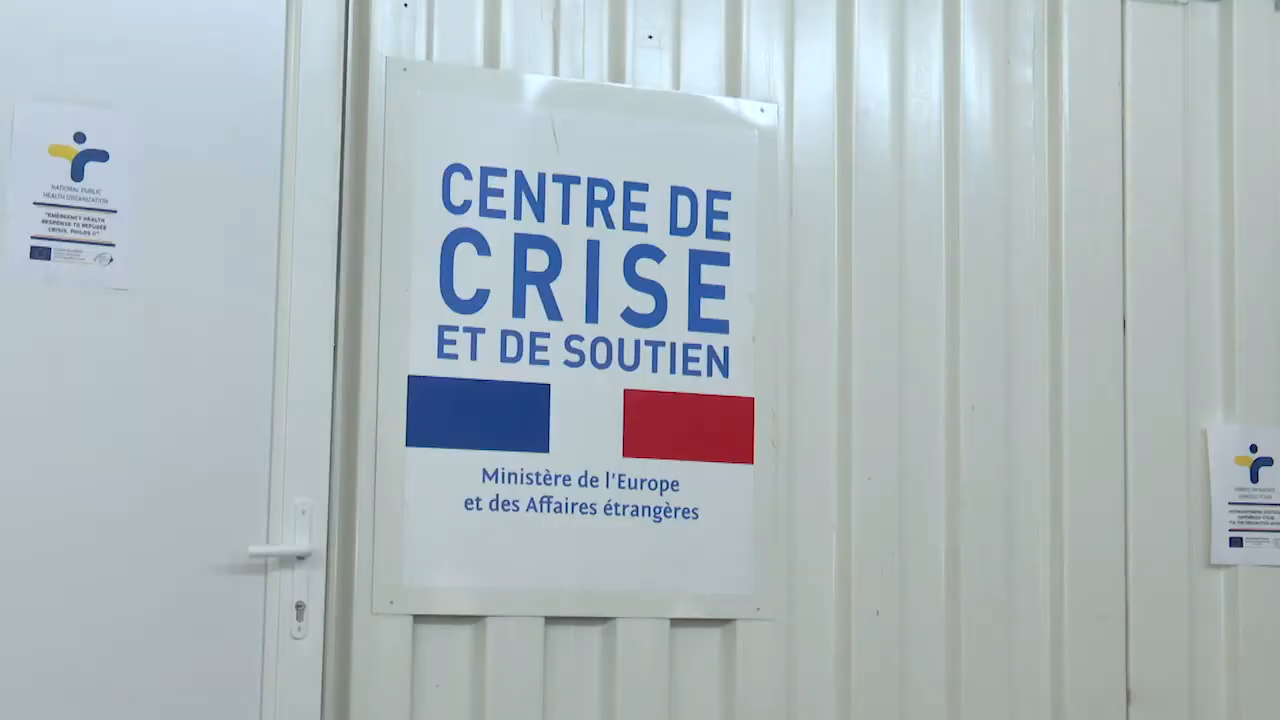 NATIONAL PUBLIC
HEALTH ORGANIZATION
"EMERGENCY HEALTH
RESPONSE TO REFUGEE
CRISIS, PHILOS II"
CENTRE DE
CRISE
ET DE SOUTIEN
Ministère de l'Europe
et des Affaires étrangères